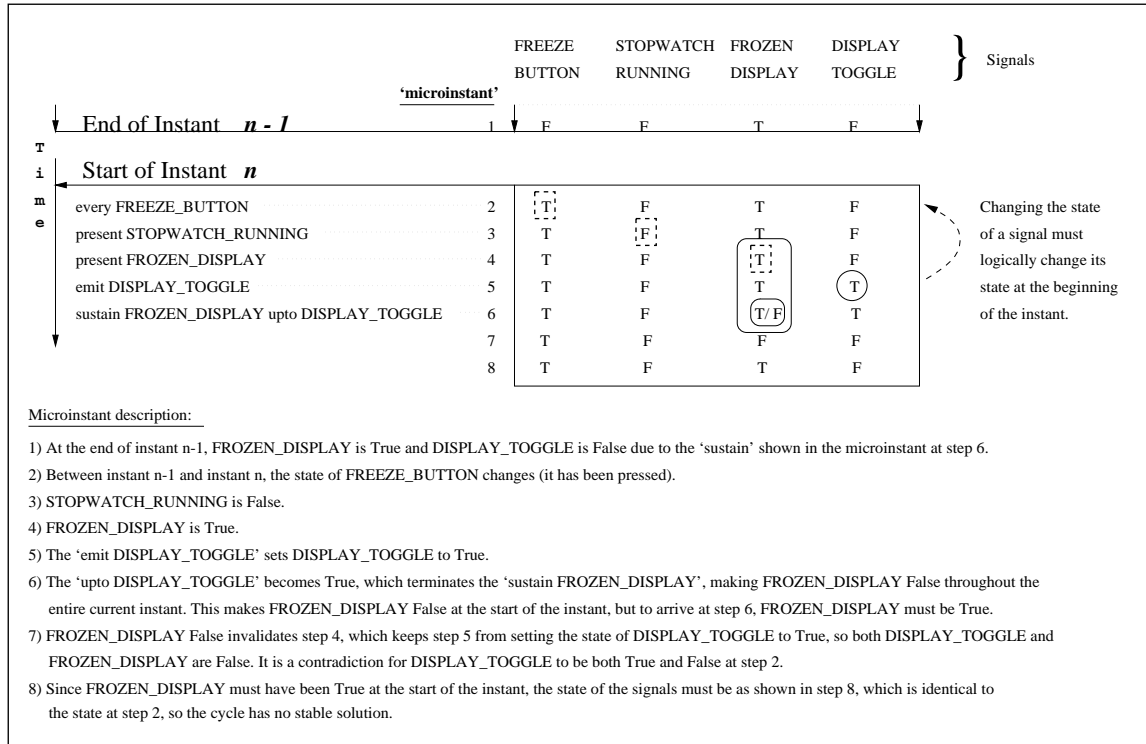 FREEZE STOPWATCH FROZEN DISPLAY
BUTTON RUNNING DISPLAY TOGGLE
Signals
'microinstant'
End of Instant n - 1 1 F F T F
Time
Start of Instant n
every FREEZE_BUTTON 2 T F T F
present STOPWATCH_RUNNING 3 T F T F
present FROZEN_DISPLAY 4 T F T F
emit DISPLAY_TOGGLE 5 T F T T
sustain FROZEN_DISPLAY upto DISPLAY_TOGGLE 6 T F T/ F T
7 T F F F
8 T F T F
Changing the state
of a signal must
logically change its
state at the beginning
of the instant.
Microinstant description:
1) At the end of instant n-1, FROZEN_DISPLAY is True and DISPLAY_TOGGLE is False due to the 'sustain' shown in the microinstant at step 6.
2) Between instant n-1 and instant n, the state of FREEZE_BUTTON changes (it has been pressed).
3) STOPWATCH_RUNNING is False.
4) FROZEN_DISPLAY is True.
5) The 'emit DISPLAY_TOGGLE' sets DISPLAY_TOGGLE to True.
6) The 'upto DISPLAY_TOGGLE' becomes True, which terminates the 'sustain FROZEN_DISPLAY', making FROZEN_DISPLAY False throughout the
entire current instant. This makes FROZEN_DISPLAY False at the start of the instant, but to arrive at step 6, FROZEN_DISPLAY must be True.
7) FROZEN_DISPLAY False invalidates step 4, which keeps step 5 from setting the state of DISPLAY_TOGGLE to True, so both DISPLAY_TOGGLE and
FROZEN_DISPLAY are False. It is a contradiction for DISPLAY_TOGGLE to be both True and False at step 2.
8) Since FROZEN_DISPLAY must have been True at the start of the instant, the state of the signals must be as shown in step 8, which is identical to
the state at step 2, so the cycle has no stable solution.